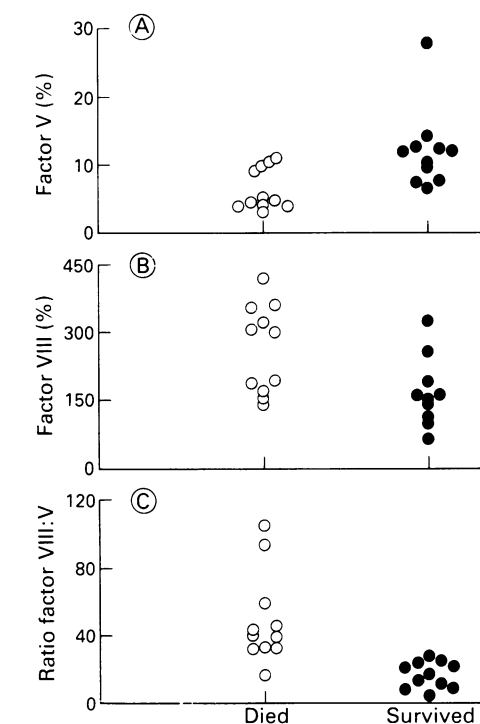 A
Factor V (%)
30
20
10
0
B
Factor VIII (%)
450
300
150
0
C
Ratio factor VIII:V
120
80
40
0
Died
Survived